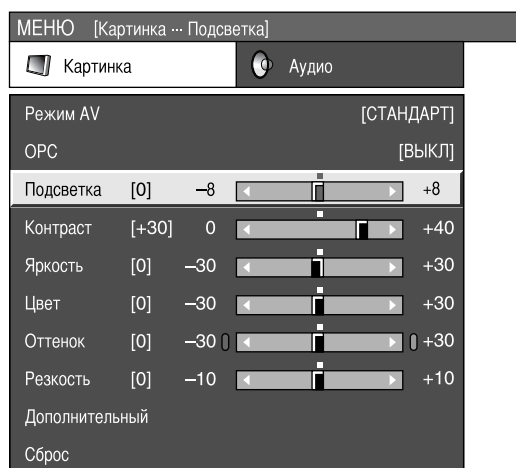 МЕНЮ [Картинка ··· Подсветка]
Картинка Аудио
Режим AV [СТАНДАРТ]
OPC [ВЫКЛ]
Подсветка [0] –8 +8
Контраст [+30] 0 +40
Яркость [0] –30 +30
Цвет [0] –30 +30
Оттенок [0] –30 +30
Резкость [0] –10 +10
Дополнительный
Сброс